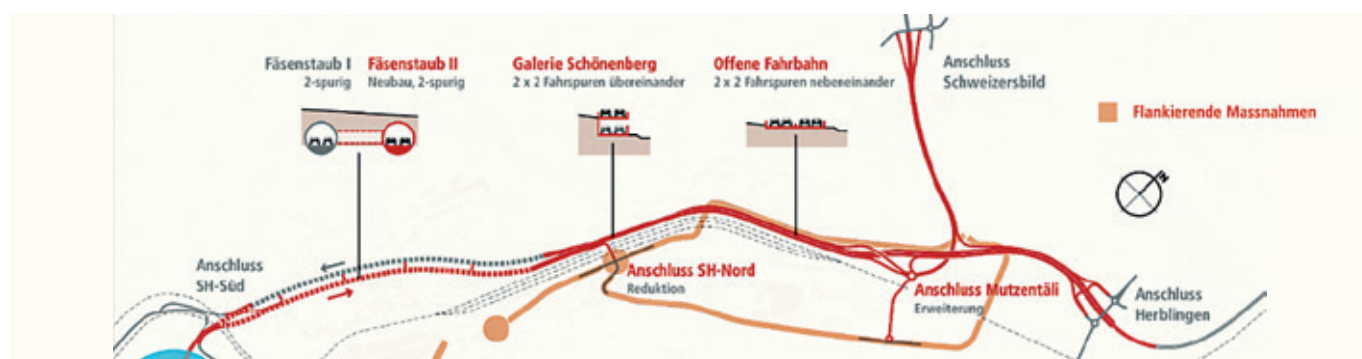 Fäsenstaub I
2-spurig
Fäsenstaub II
Neubau, 2-spurig
Galerie Schönenberg
2 x 2 Fahrspuren übereinander
Offene Fahrbahn
2 x 2 Fahrspuren nebeneinander
Anschluss
Schweizersbild
Flankierende Massnahmen
N
Anschluss
SH-Süd
Anschluss SH-Nord
Reduktion
Anschluss Mutzentäli
Erweiterung
Anschluss
Herblingen